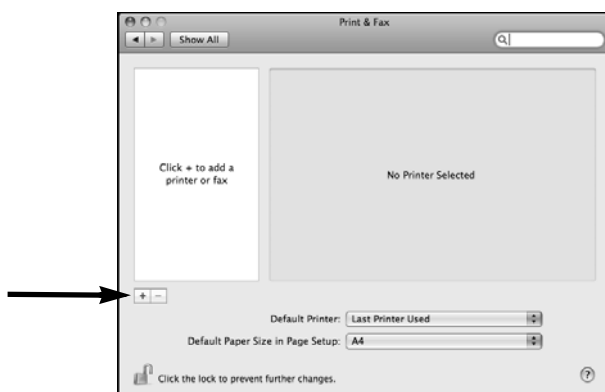 Print & Fax
Show All
Click + to add a
printer or fax
No Printer Selected
+ −
Default Printer: Last Printer Used
Default Paper Size in Page Setup: A4
Click the lock to prevent further changes.
?